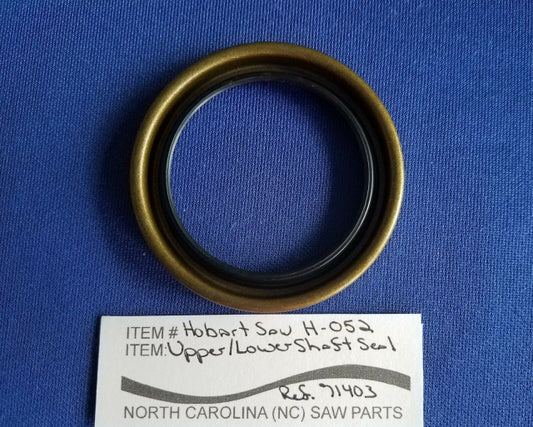 ITEM # Hobart Saw H-052
ITEM: Upper/Lower Shaft Seal
Ref. 71403
NORTH CAROLINA (NC) SAW PARTS